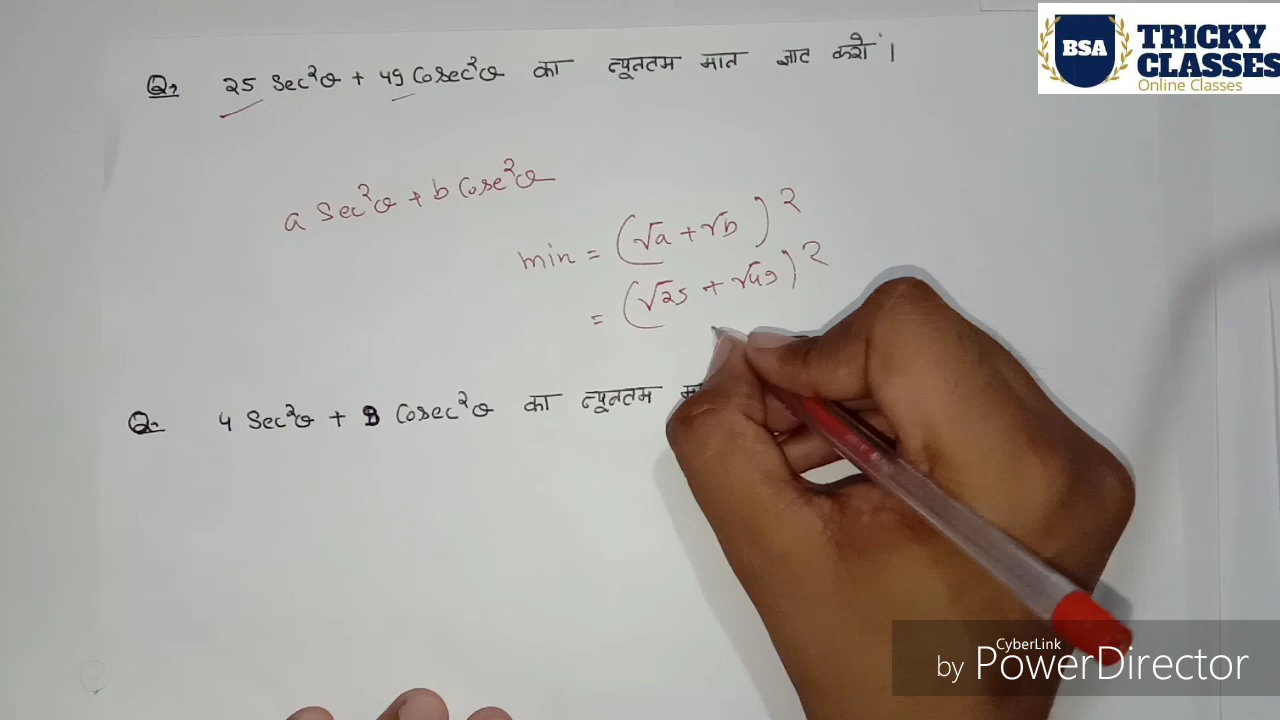 BSA TRICKY CLASSES
Online Classes
Q, 25 Sec²θ + 49 Cosec²θ का न्यूनतम मान ज्ञात करो ।
a Sec²θ + b Cosec²θ
min = (√a + √b)²
= (√25 + √49)²
Q. 4 Sec²θ + 9 Cosec²θ का न्यूनतम
CyberLink
by PowerDirector